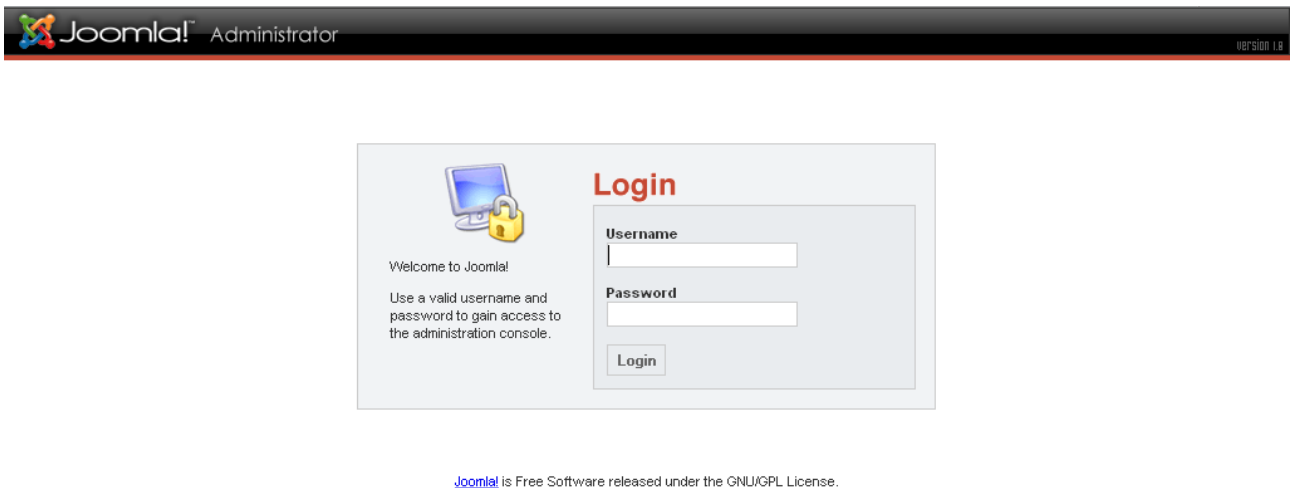 Joomla!™ Administrator
version 1.0
Login
Username
Welcome to Joomla!
Password
Use a valid username and
password to gain access to
the administration console.
Login
Joomla! is Free Software released under the GNU/GPL License.